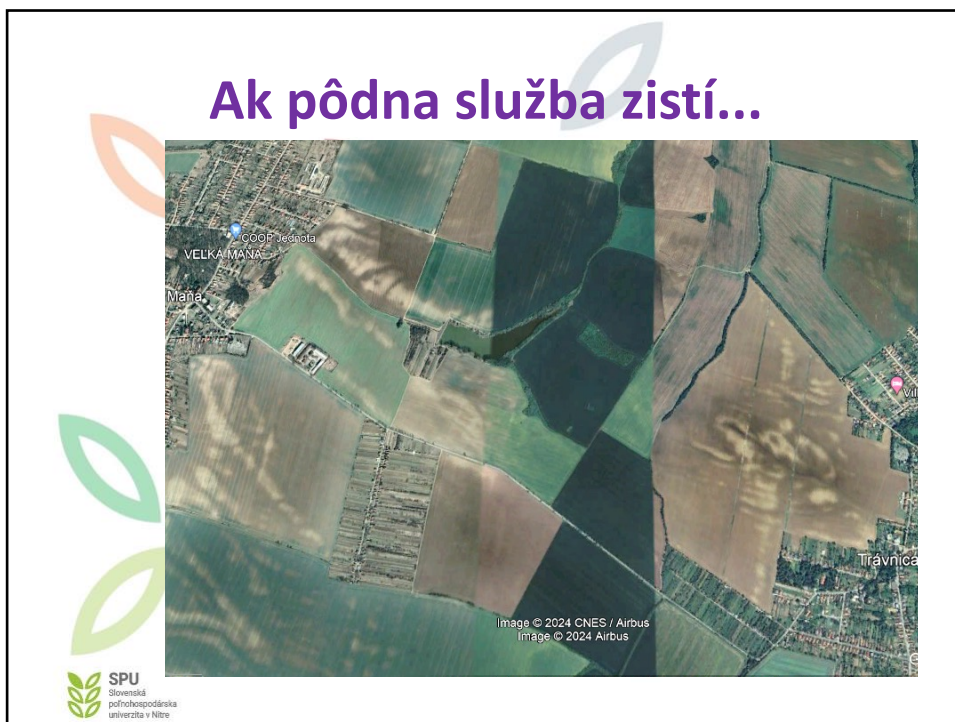 Ak pôdna služba zistí...
COOP Jednota
VEĽKÁ MAŇA
Maňa
Vil
Trávnica
Image © 2024 CNES / Airbus
Image © 2024 Airbus
SPU
Slovenská
poľnohospodárska
univerzita v Nitre